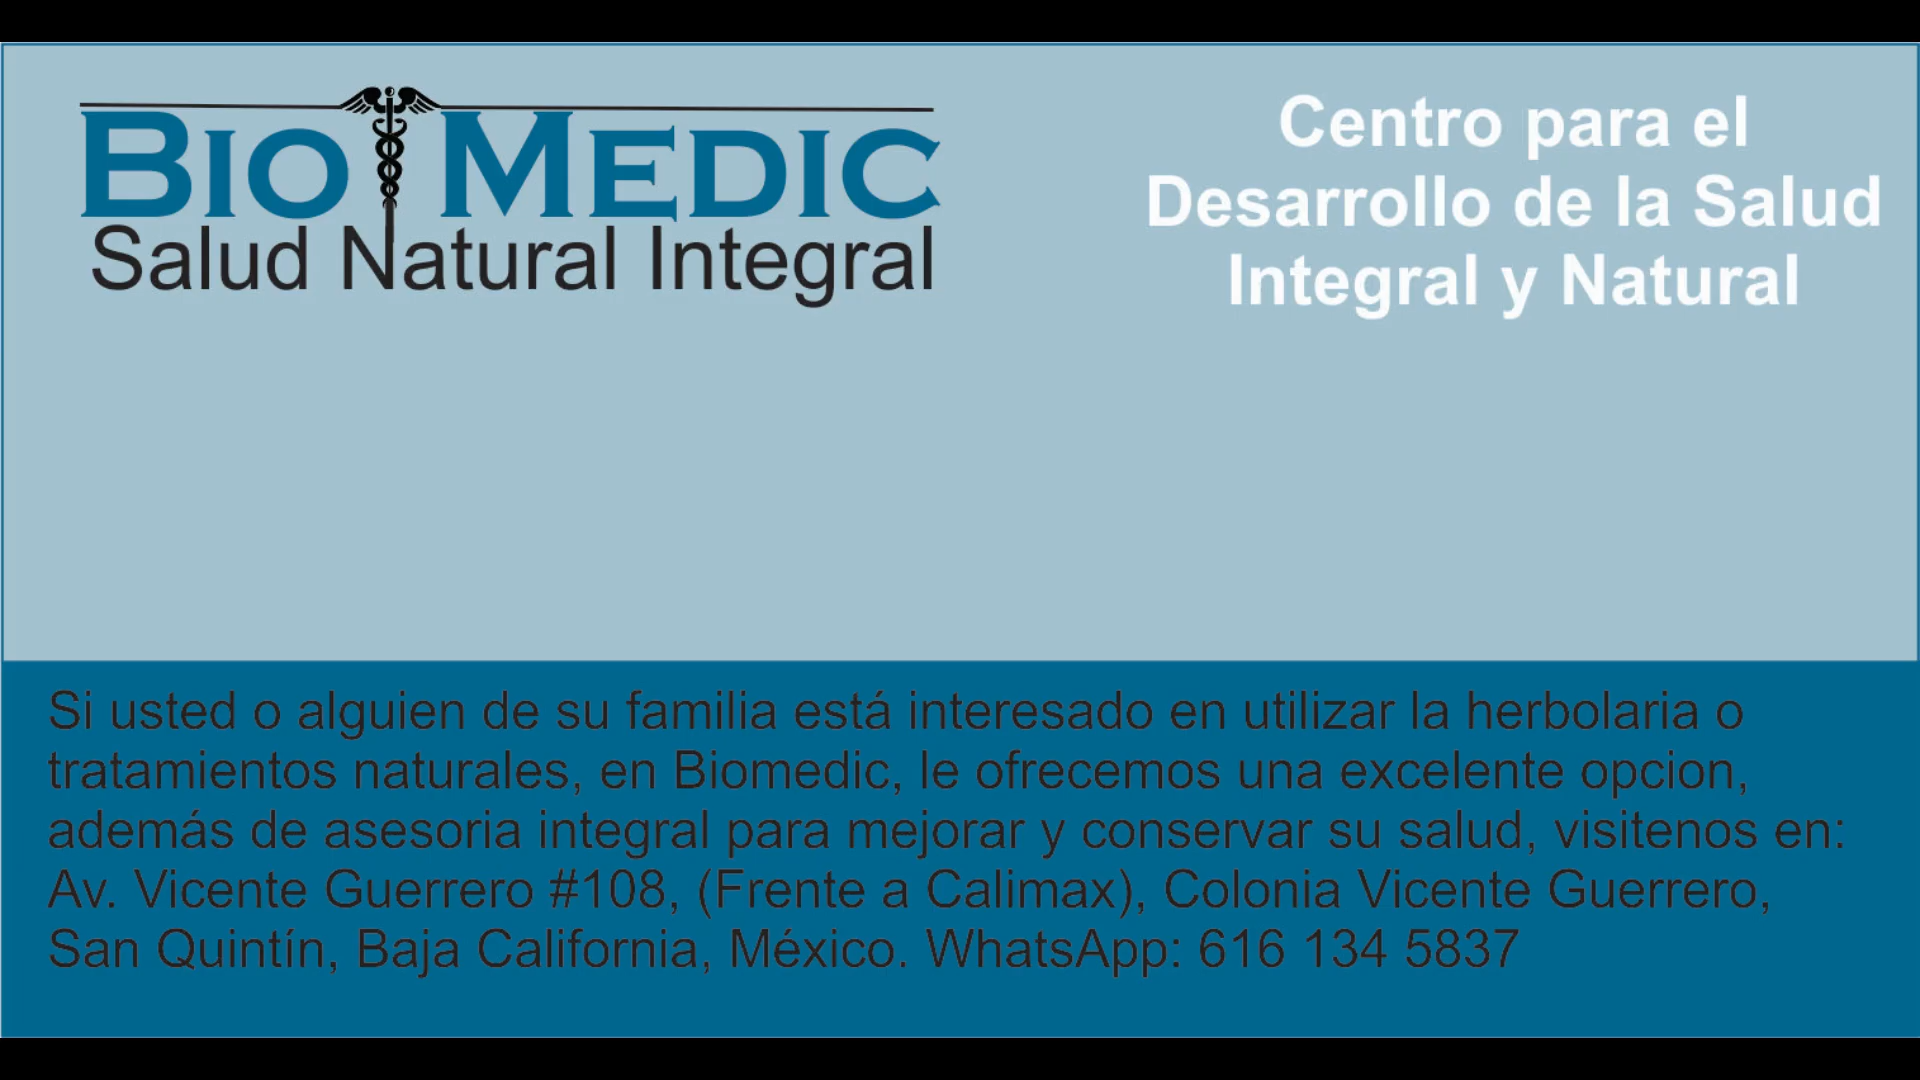 BIO MEDIC
Salud Natural Integral
Centro para el
Desarrollo de la Salud
Integral y Natural
Si usted o alguien de su familia está interesado en utilizar la herbolaria o
tratamientos naturales, en Biomedic, le ofrecemos una excelente opcion,
además de asesoria integral para mejorar y conservar su salud, visitenos en:
Av. Vicente Guerrero #108, (Frente a Calimax), Colonia Vicente Guerrero,
San Quintín, Baja California, México. WhatsApp: 616 134 5837